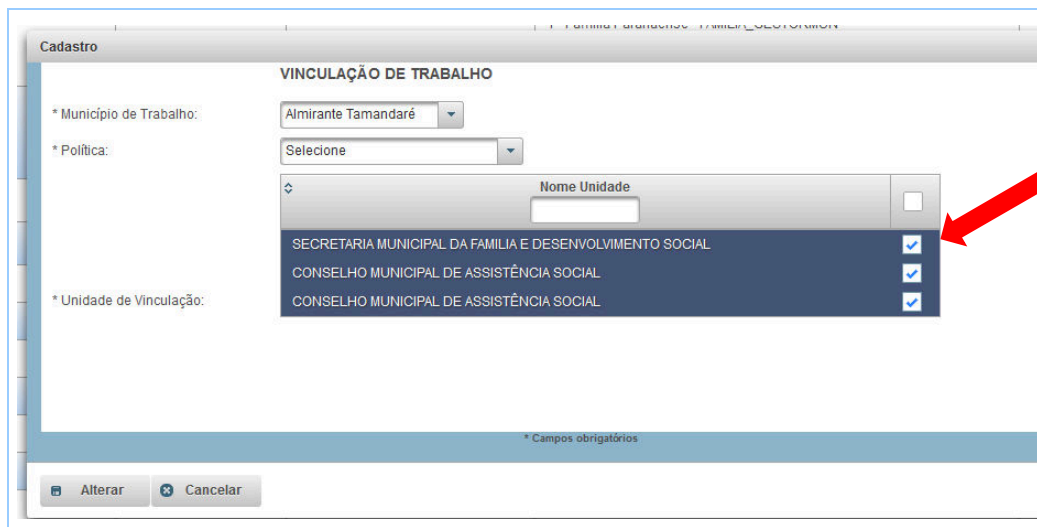 Cadastro
VINCULAÇÃO DE TRABALHO
* Município de Trabalho:
Almirante Tamandaré
* Política:
Selecione
Nome Unidade
SECRETARIA MUNICIPAL DA FAMILIA E DESENVOLVIMENTO SOCIAL
CONSELHO MUNICIPAL DE ASSISTÊNCIA SOCIAL
* Unidade de Vinculação:
CONSELHO MUNICIPAL DE ASSISTÊNCIA SOCIAL
* Campos obrigatórios
Alterar
Cancelar